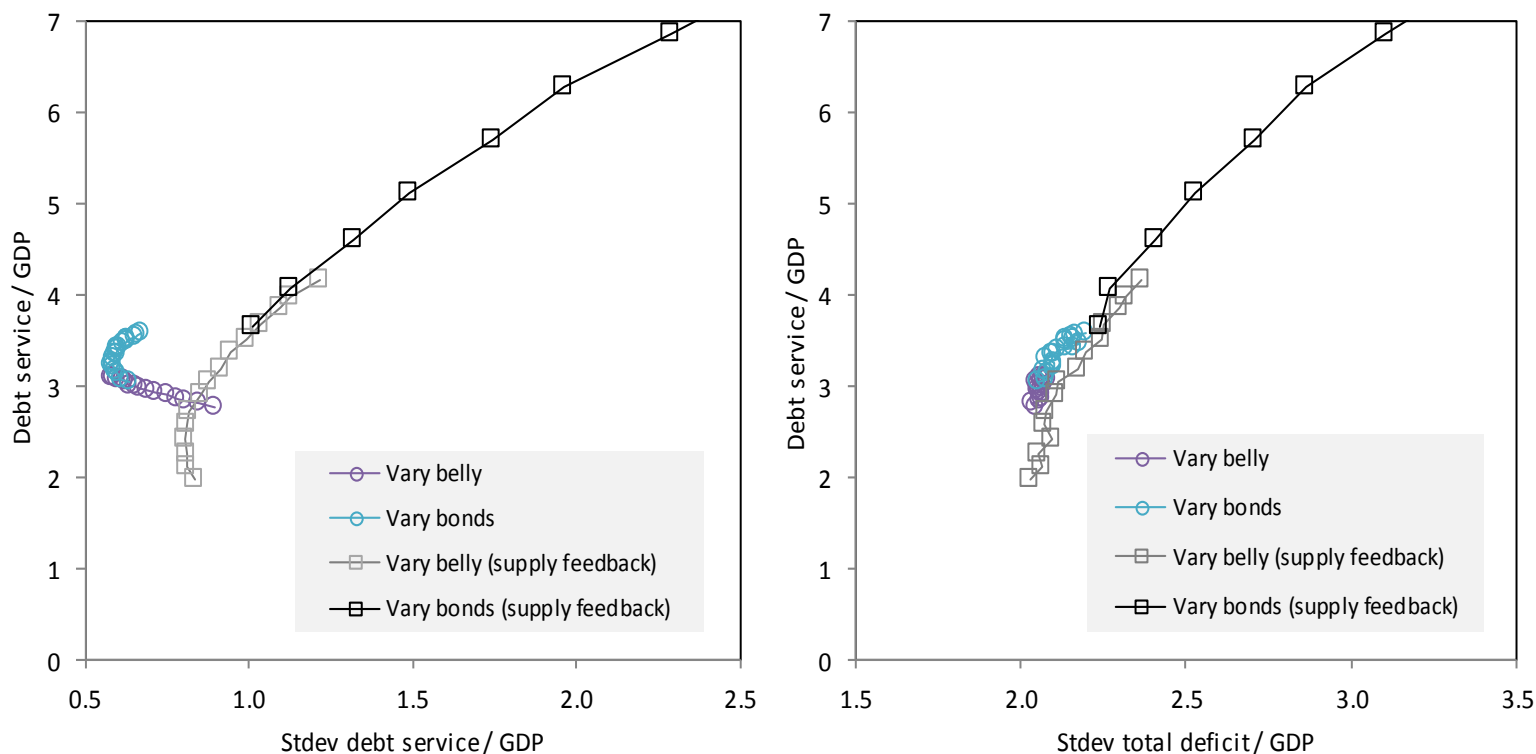 7
6
5
4
3
2
1
0
Debt service / GDP
0.5 1.0 1.5 2.0 2.5
Stdev debt service / GDP
Vary belly
Vary bonds
Vary belly (supply feedback)
Vary bonds (supply feedback)
7
6
5
4
3
2
1
0
Debt service / GDP
1.5 2.0 2.5 3.0 3.5
Stdev total deficit / GDP
Vary belly
Vary bonds
Vary belly (supply feedback)
Vary bonds (supply feedback)